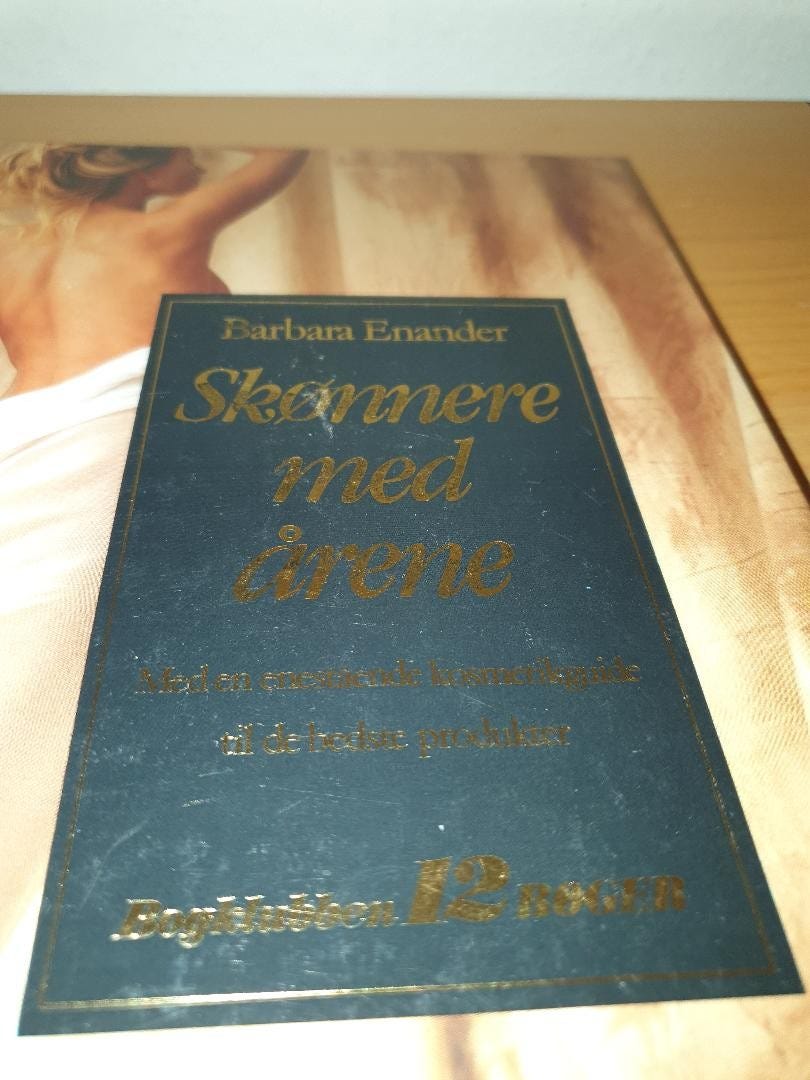 Barbara Enander
Skønnere
med
årene
Med en enestående kosmetikguide
til de bedste produkter
Bogklubben 12 BØGER